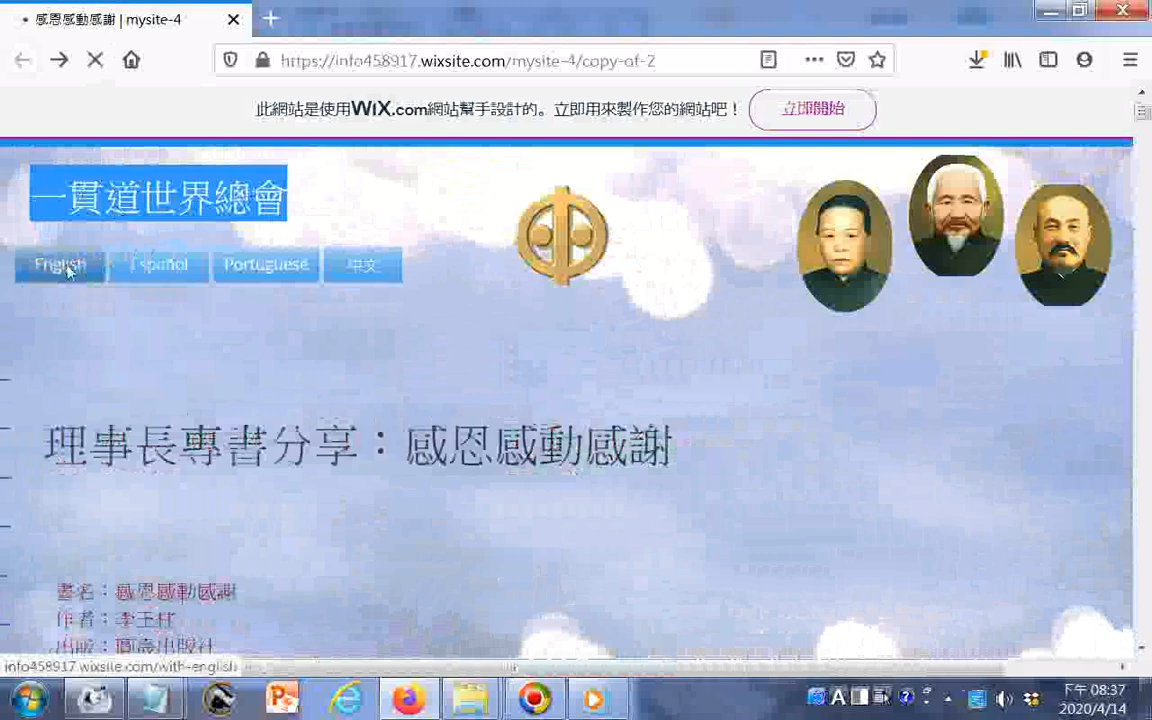 感恩感動感謝 | mysite-4
https://info458917.wixsite.com/mysite-4/copy-of-2
此網站是使用WiX.com網站幫手設計的。立即用來製作您的網站吧！ 立即開始
一貫道世界總會
English Español Portuguese 中文
理事長專書分享：感恩感動感謝
書名：感恩感動感謝
作者：李玉柱
info458917.wixsite.com/with-english
下午 08:37
2020/4/14